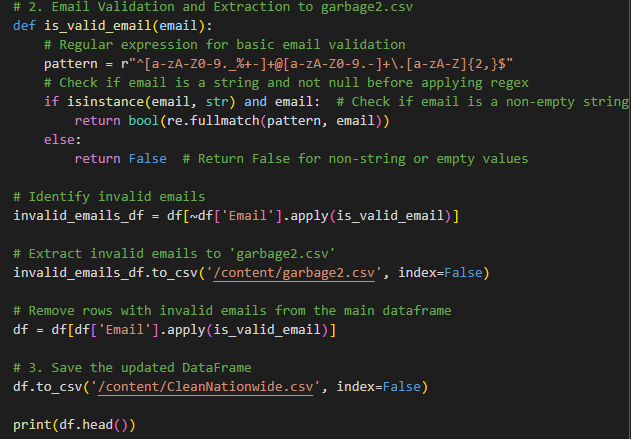 # 2. Email Validation and Extraction to garbage2.csv
def is_valid_email(email):
    # Regular expression for basic email validation
    pattern = r"^[a-zA-Z0-9._%+-]+@[a-zA-Z0-9.-]+\.[a-zA-Z]{2,}$"
    # Check if email is a string and not null before applying regex
    if isinstance(email, str) and email:  # Check if email is a non-empty string
        return bool(re.fullmatch(pattern, email))
    else:
        return False  # Return False for non-string or empty values

# Identify invalid emails
invalid_emails_df = df[~df['Email'].apply(is_valid_email)]

# Extract invalid emails to 'garbage2.csv'
invalid_emails_df.to_csv('/content/garbage2.csv', index=False)

# Remove rows with invalid emails from the main dataframe
df = df[df['Email'].apply(is_valid_email)]

# 3. Save the updated DataFrame
df.to_csv('/content/CleanNationwide.csv', index=False)

print(df.head())